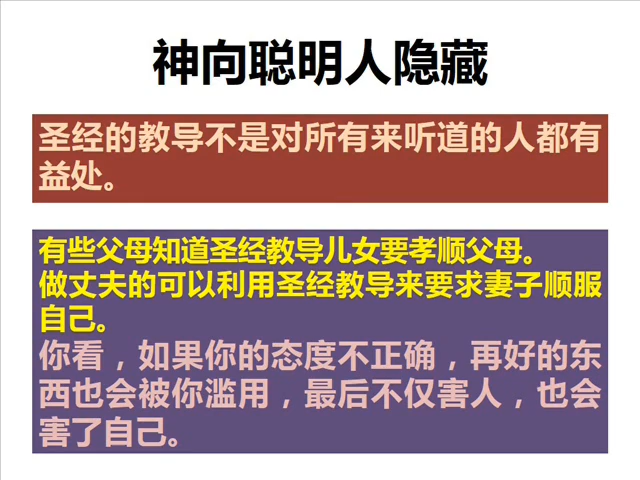 神向聪明人隐藏
圣经的教导不是对所有来听道的人都有
益处。
有些父母知道圣经教导儿女要孝顺父母。
做丈夫的可以利用圣经教导来要求妻子顺服
自己。
你看，如果你的态度不正确，再好的东
西也会被你滥用，最后不仅害人，也会
害了自己。